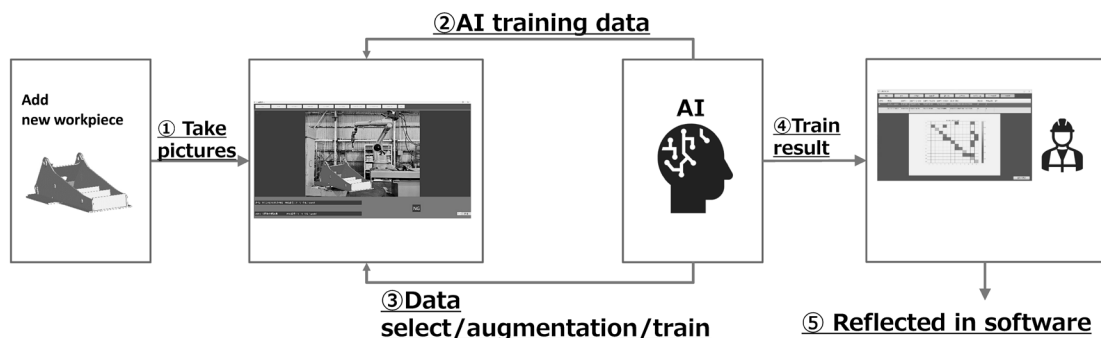 ②AI training data
Add
new workpiece
① Take
pictures
AI
④Train
result
NG
③Data
select/augmentation/train
⑤ Reflected in software